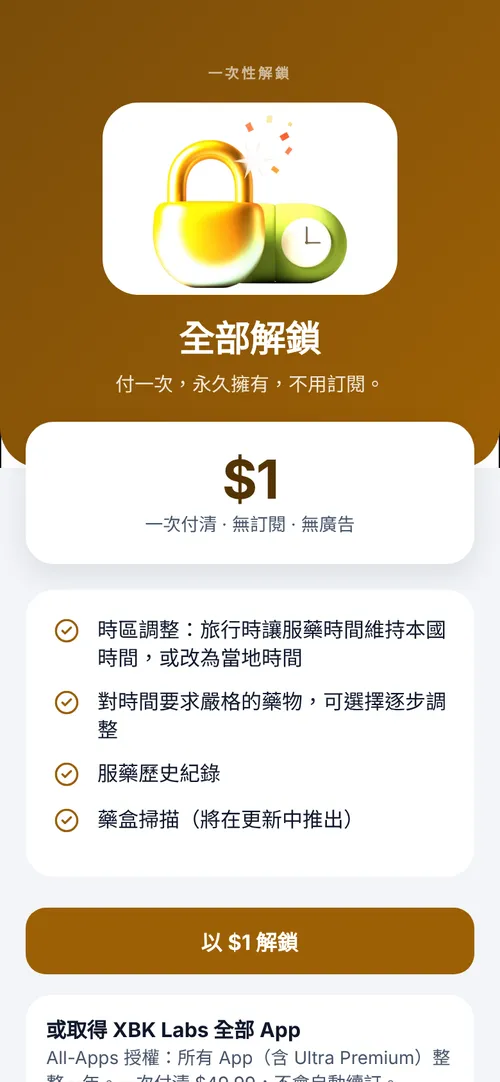 一次性解鎖
全部解鎖
付一次，永久擁有，不用訂閱。
$1
一次付清 · 無訂閱 · 無廣告
時區調整：旅行時讓服藥時間維持本國
時間，或改為當地時間
對時間要求嚴格的藥物，可選擇逐步調
整
服藥歷史紀錄
藥盒掃描（將在更新中推出）
以 $1 解鎖
或取得 XBK Labs 全部 App
All-Apps 授權：所有 App（含 Ultra Premium）整